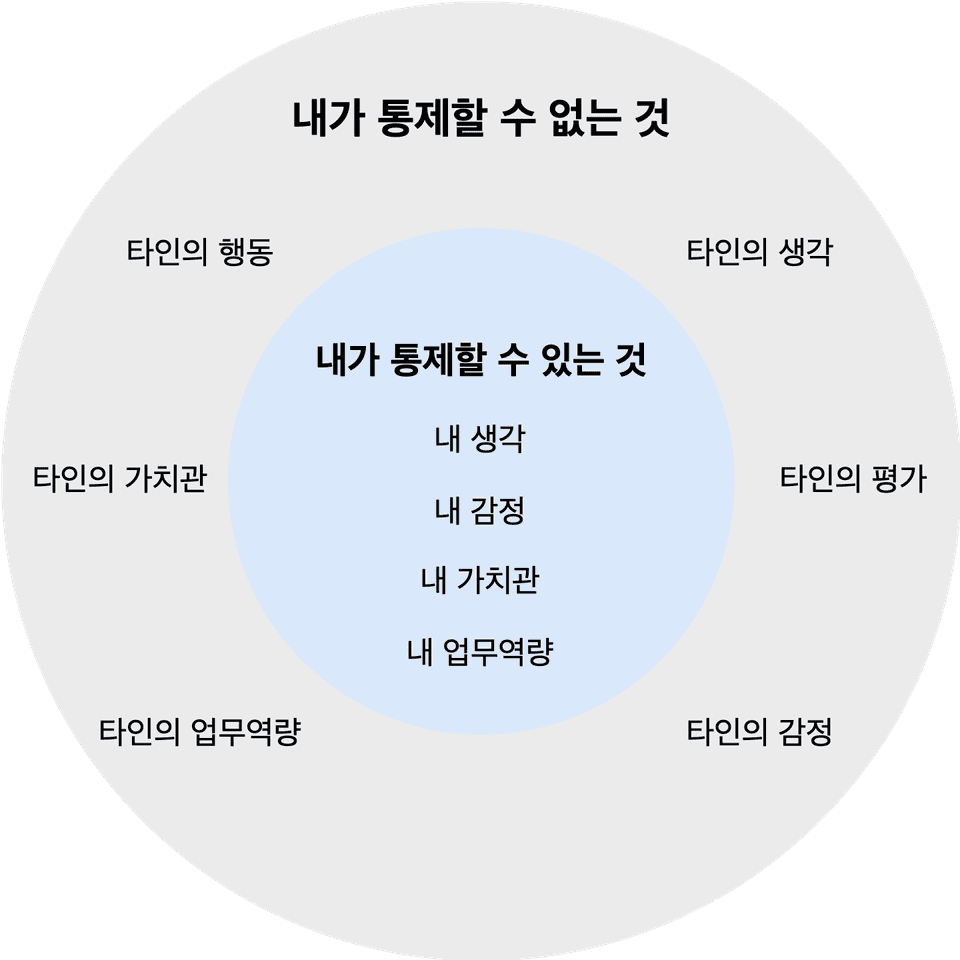 내가 통제할 수 없는 것
타인의 행동
타인의 생각
내가 통제할 수 있는 것
내 생각
타인의 가치관
내 감정
타인의 평가
내 가치관
내 업무역량
타인의 업무역량
타인의 감정